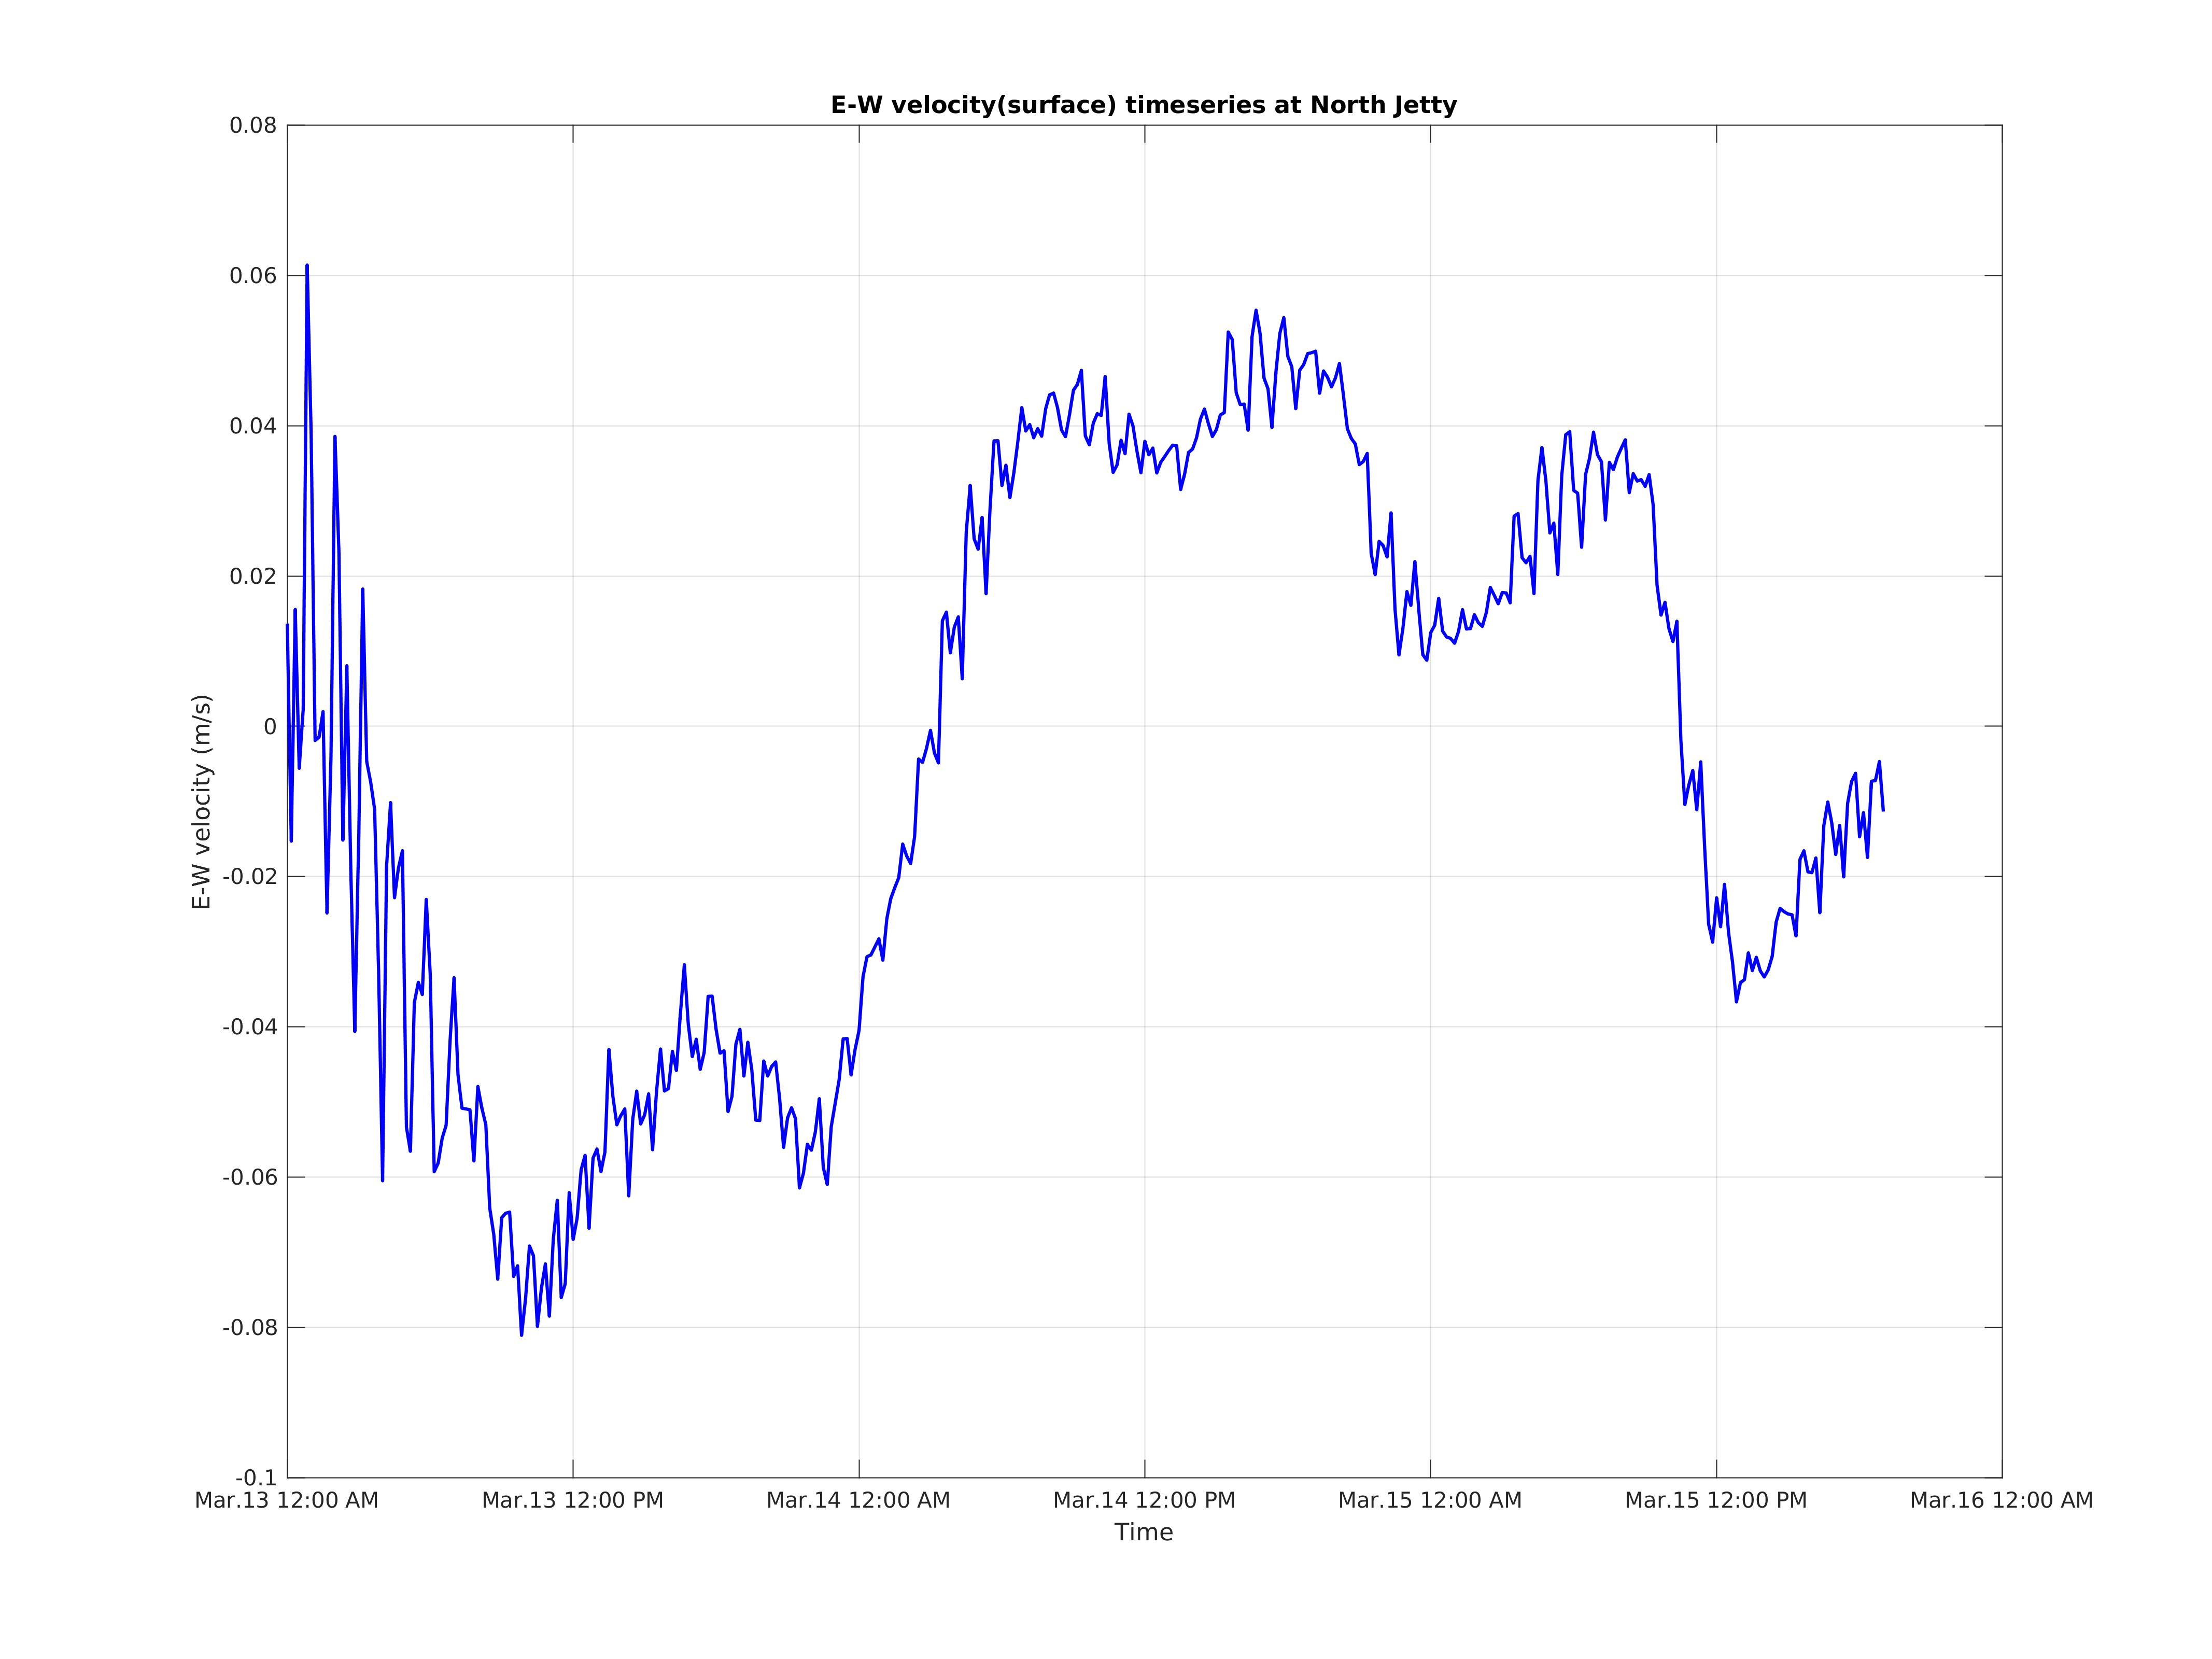 E-W velocity(surface) timeseries at North Jetty
0.08
0.06
0.04
0.02
0
-0.02
-0.04
-0.06
-0.08
-0.1
E-W velocity (m/s)
Mar.13 12:00 AM Mar.13 12:00 PM Mar.14 12:00 AM Mar.14 12:00 PM Mar.15 12:00 AM Mar.15 12:00 PM Mar.16 12:00 AM
Time